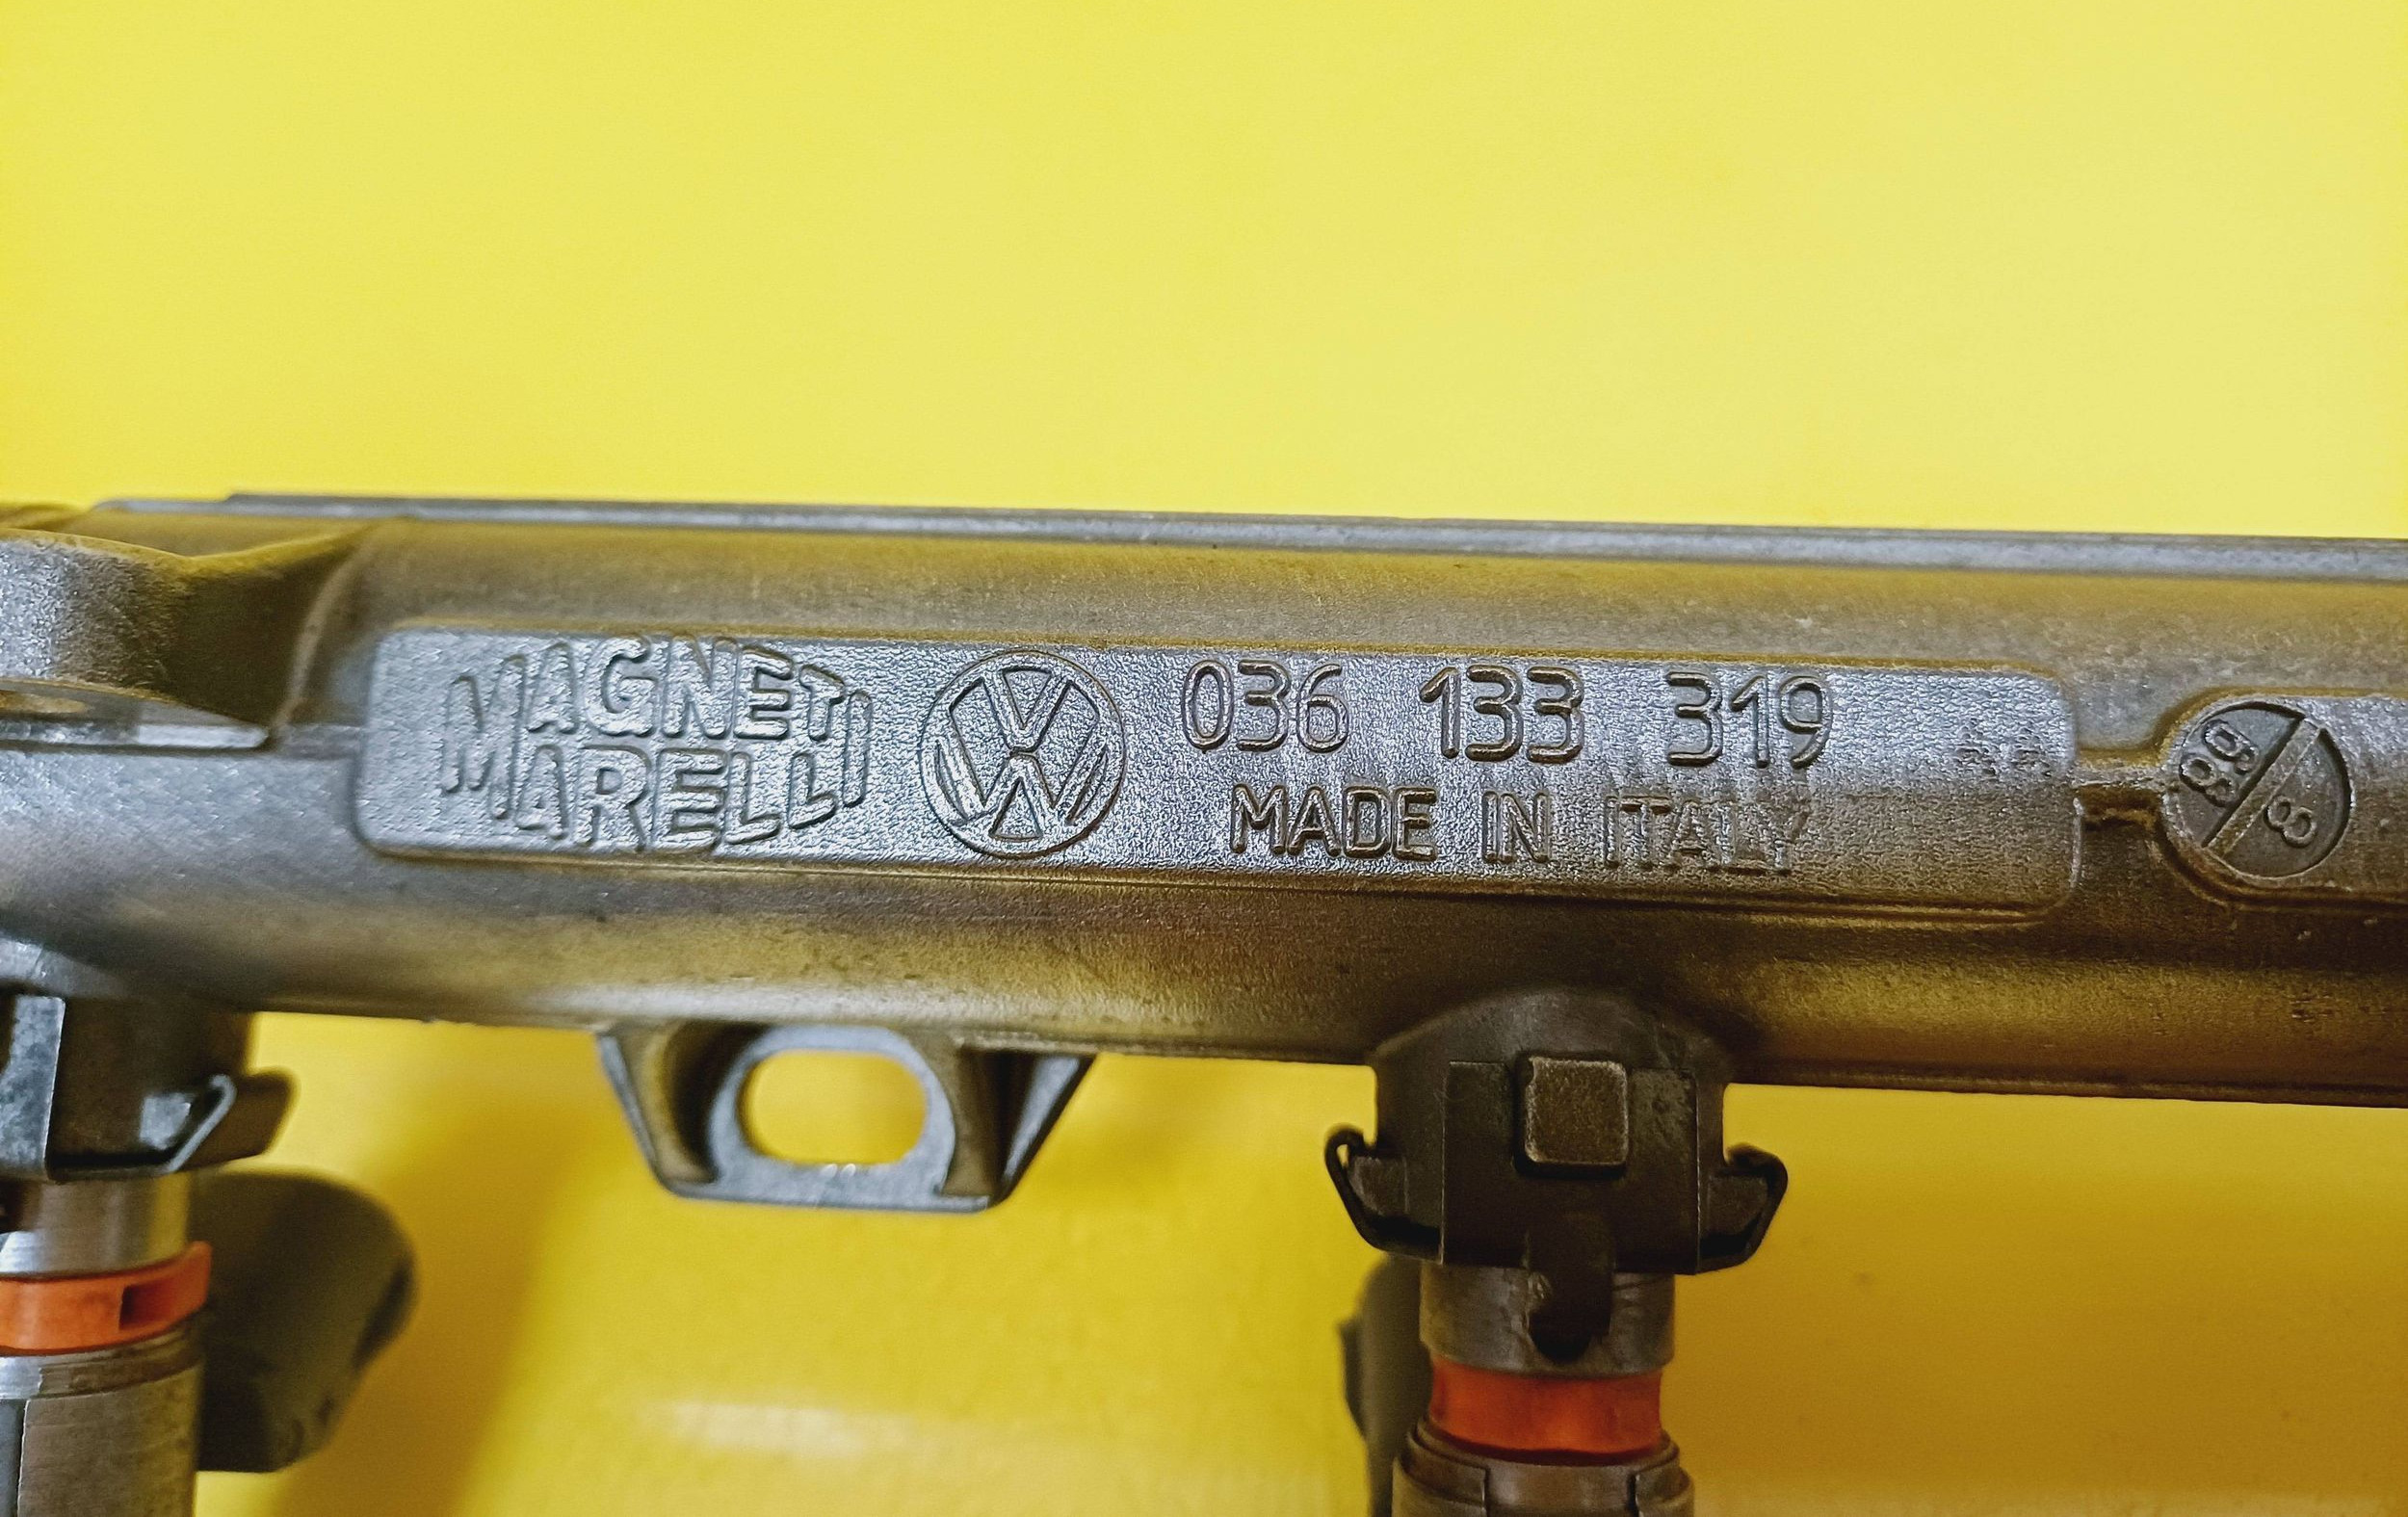 MAGNETI
MARELLI
036 133 319
MADE IN ITALY